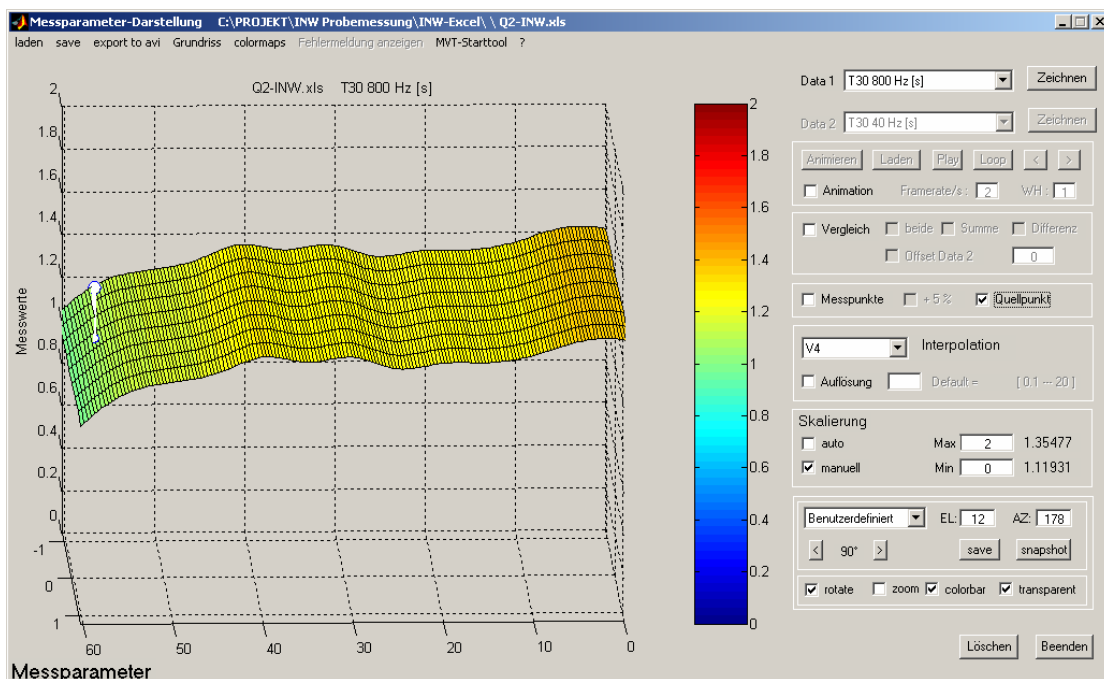 Messparameter-Darstellung C:\PROJEKT\INW Probemessung\INW-Excel\ \ Q2-INW.xls
laden save export to avi Grundriss colormaps Fehlermeldung anzeigen MVT-Starttool ?
Q2-INW.xls T30 800 Hz [s]
Messwerte
2
1.8
1.6
1.4
1.2
1
0.8
0.6
0.4
0.2
0
-1
0
1
60
50
40
30
20
10
0
Messparameter
2
1.8
1.6
1.4
1.2
1
0.8
0.6
0.4
0.2
0
Data 1 T30 800 Hz [s] Zeichnen
Data 2 T30 40 Hz [s] Zeichnen
Animieren Laden Play Loop < >
Animation Framerate/s : 2 WH : 1
Vergleich beide Summe Differenz
Offset Data 2 0
Messpunkte + 5 % Quellpunkt
V4 Interpolation
Auflösung Default = [ 0.1 --- 20 ]
Skalierung
auto Max 2 1.35477
manuell Min 0 1.11931
Benutzerdefiniert EL: 12 AZ: 178
< 90° > save snapshot
rotate zoom colorbar transparent
Löschen Beenden